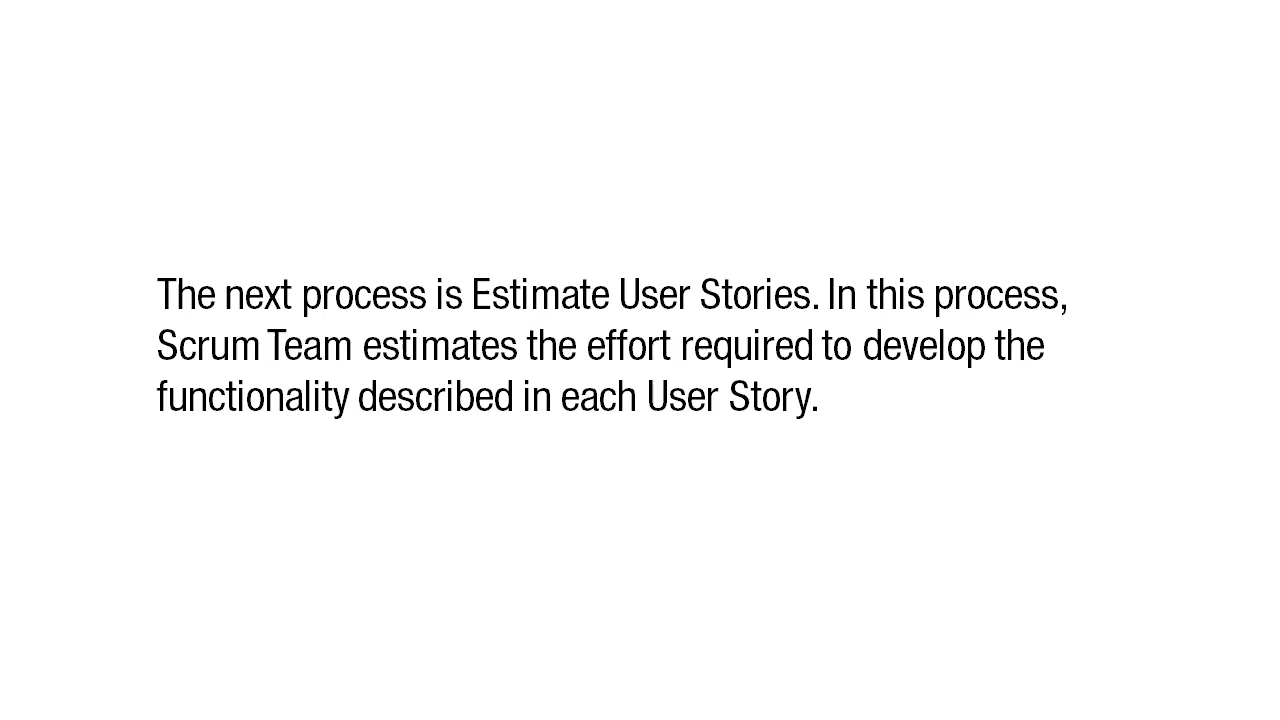 The next process is Estimate User Stories. In this process,
Scrum Team estimates the effort required to develop the
functionality described in each User Story.